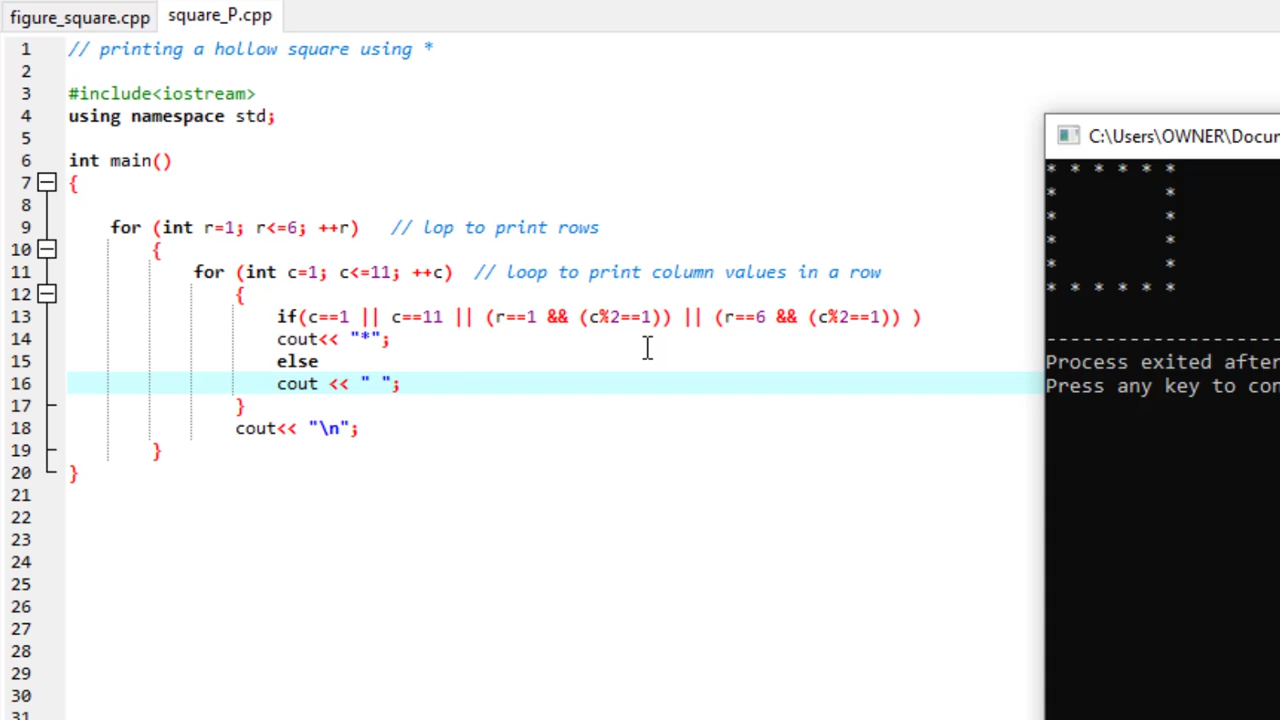 figure_square.cpp square_P.cpp
1 // printing a hollow square using *
2
3 #include<iostream>
4 using namespace std;
5
6 int main()
7 {
8
9 for (int r=1; r<=6; ++r) // lop to print rows
10 {
11 for (int c=1; c<=11; ++c) // loop to print column values in a row
12 {
13 if(c==1 || c==11 || (r==1 && (c%2==1)) || (r==6 && (c%2==1)) )
14 cout<< "*";
15 else
16 cout << " ";
17 }
18 cout<< "\n";
19 }
20 }
21
22
23
24
25
26
27
28
29
30
31
C:\Users\OWNER\Docu
* * * * * *
*         *
*         *
*         *
*         *
* * * * * *
--------------------
Process exited after
Press any key to con